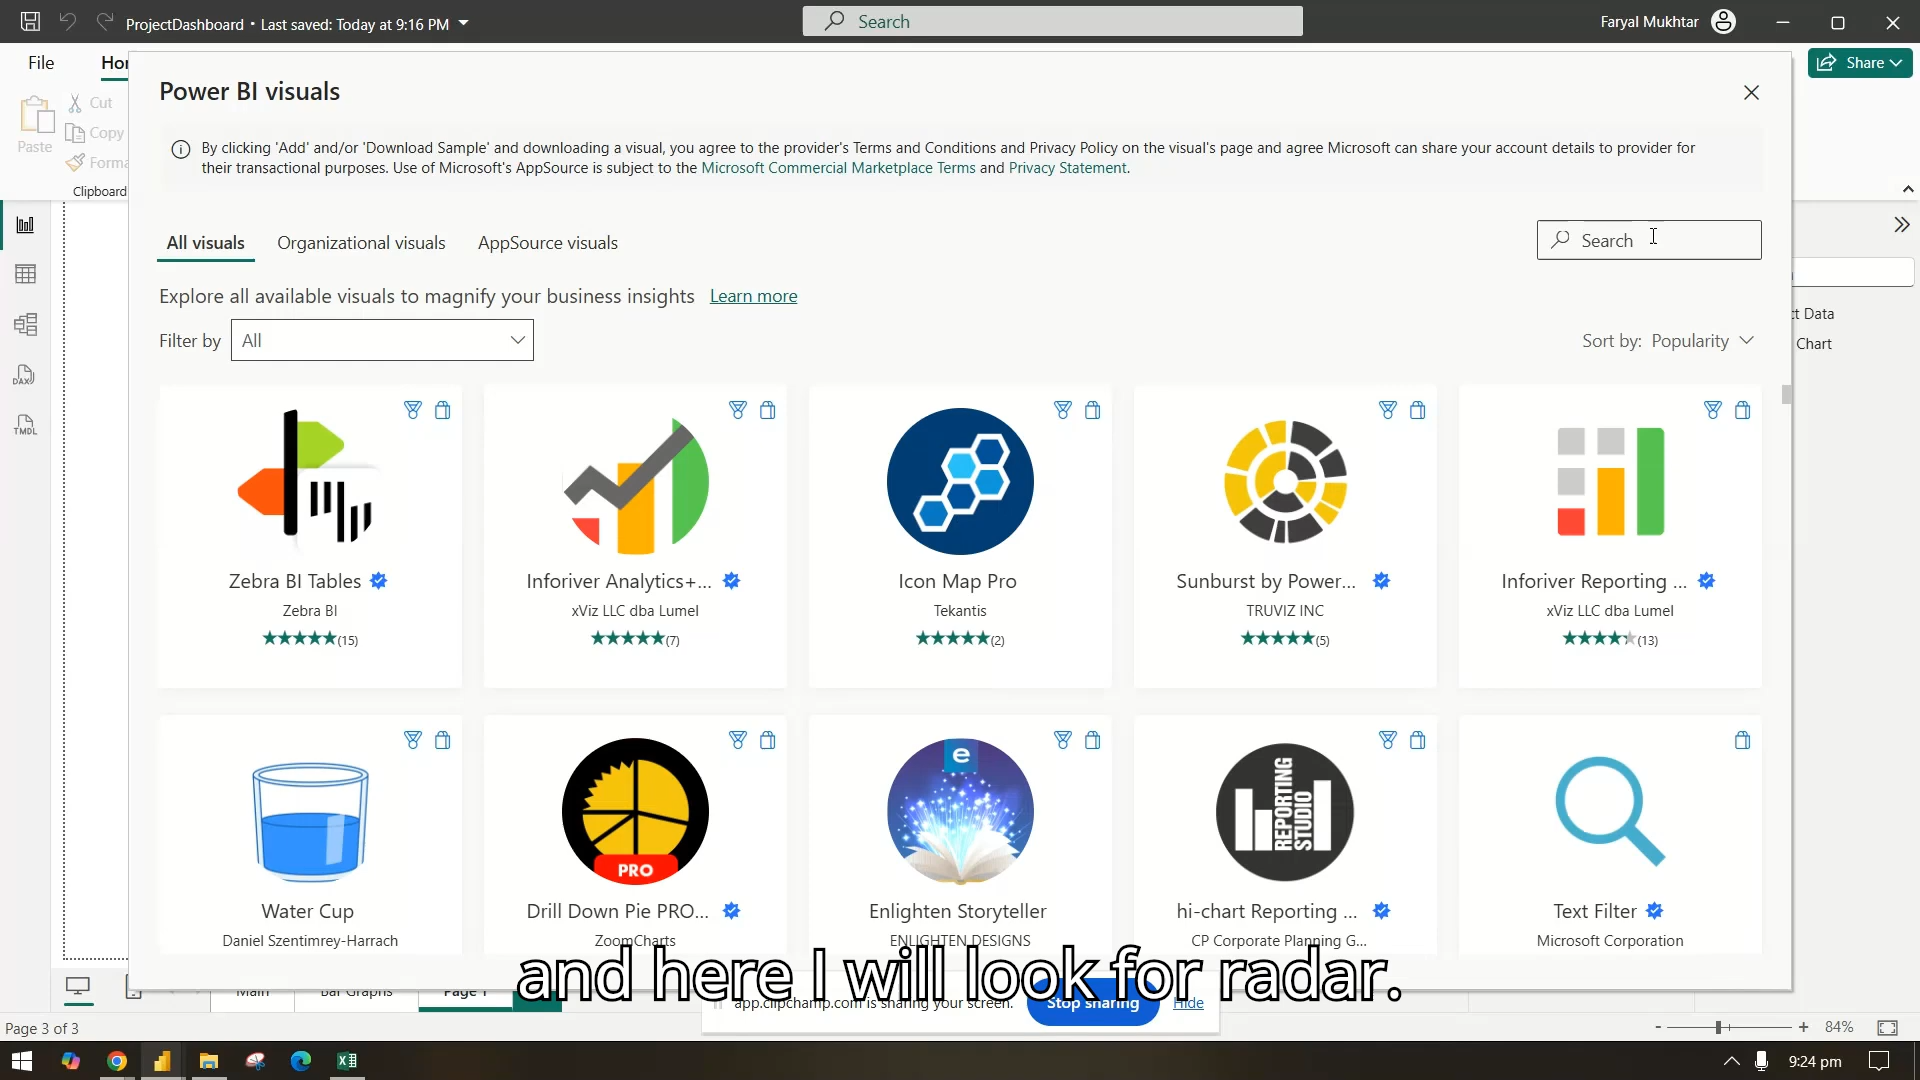 ProjectDashboard • Last saved: Today at 9:16 PM
Search
Faryal Mukhtar
File
Hor
Share
Paste
Cut
Copy
Forma
Clipboard
Power BI visuals
By clicking 'Add' and/or 'Download Sample' and downloading a visual, you agree to the provider's Terms and Conditions and Privacy Policy on the visual's page and agree Microsoft can share your account details to provider for
their transactional purposes. Use of Microsoft's AppSource is subject to the Microsoft Commercial Marketplace Terms and Privacy Statement.
All visuals
Organizational visuals
AppSource visuals
Search
Explore all available visuals to magnify your business insights Learn more
Filter by All
Sort by: Popularity
ct Data
Chart
DAX
TMDL
Zebra BI Tables
Zebra BI
(15)
Inforiver Analytics+...
xViz LLC dba Lumel
(7)
Icon Map Pro
Tekantis
(2)
Sunburst by Power...
TRUVIZ INC
(5)
Inforiver Reporting ...
xViz LLC dba Lumel
(13)
Water Cup
Daniel Szentimrey-Harrach
PRO
Drill Down Pie PRO...
ZoomCharts
e
Enlighten Storyteller
ENLIGHTEN DESIGNS
REPORTING
STUDIO
hi-chart Reporting ...
CP Corporate Planning G...
Text Filter
Microsoft Corporation
and here I will look for radar.
Main
Bar Graphs
Page 1
app.clipchamp.com is sharing your screen.
Stop sharing
Hide
Page 3 of 3
- + 84%
9:24 pm